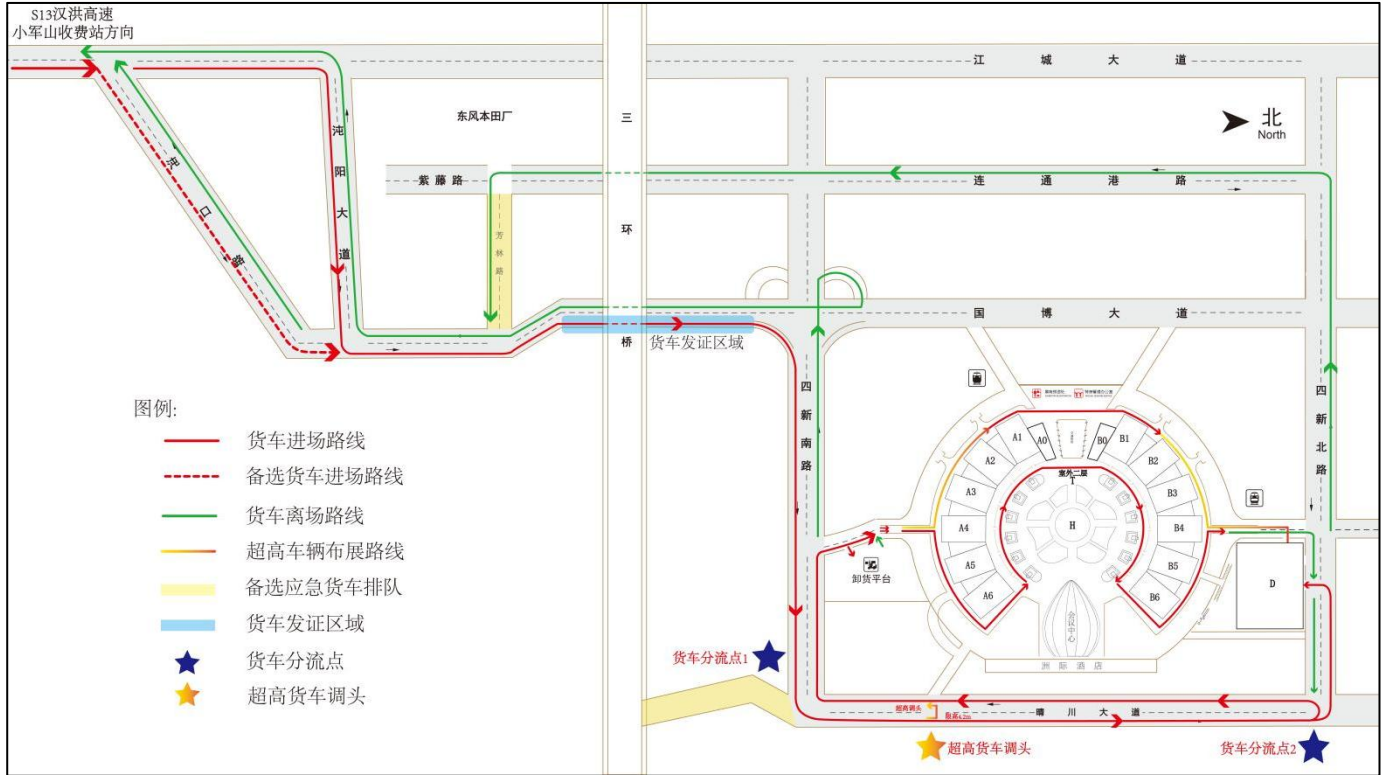 S13汉洪高速
小军山收费站方向
江城大道
东风本田厂
三环桥
北
North
沌阳大道
紫藤路
连通港路
沌口路
芳林路
国博大道
货车发证区域
四新南路
四新北路
图例:
货车进场路线
备选货车进场路线
货车离场路线
超高车辆布展路线
备选应急货车排队
货车发证区域
货车分流点
超高货车调头
A1
A0
B0
B1
A2
B2
室外二层
T
A3
B3
A4
H
B4
A5
B5
A6
B6
D
卸货平台
会议中心
洲际酒店
货车分流点1
超高调头
限高4.2m
晴川大道
超高货车调头
货车分流点2